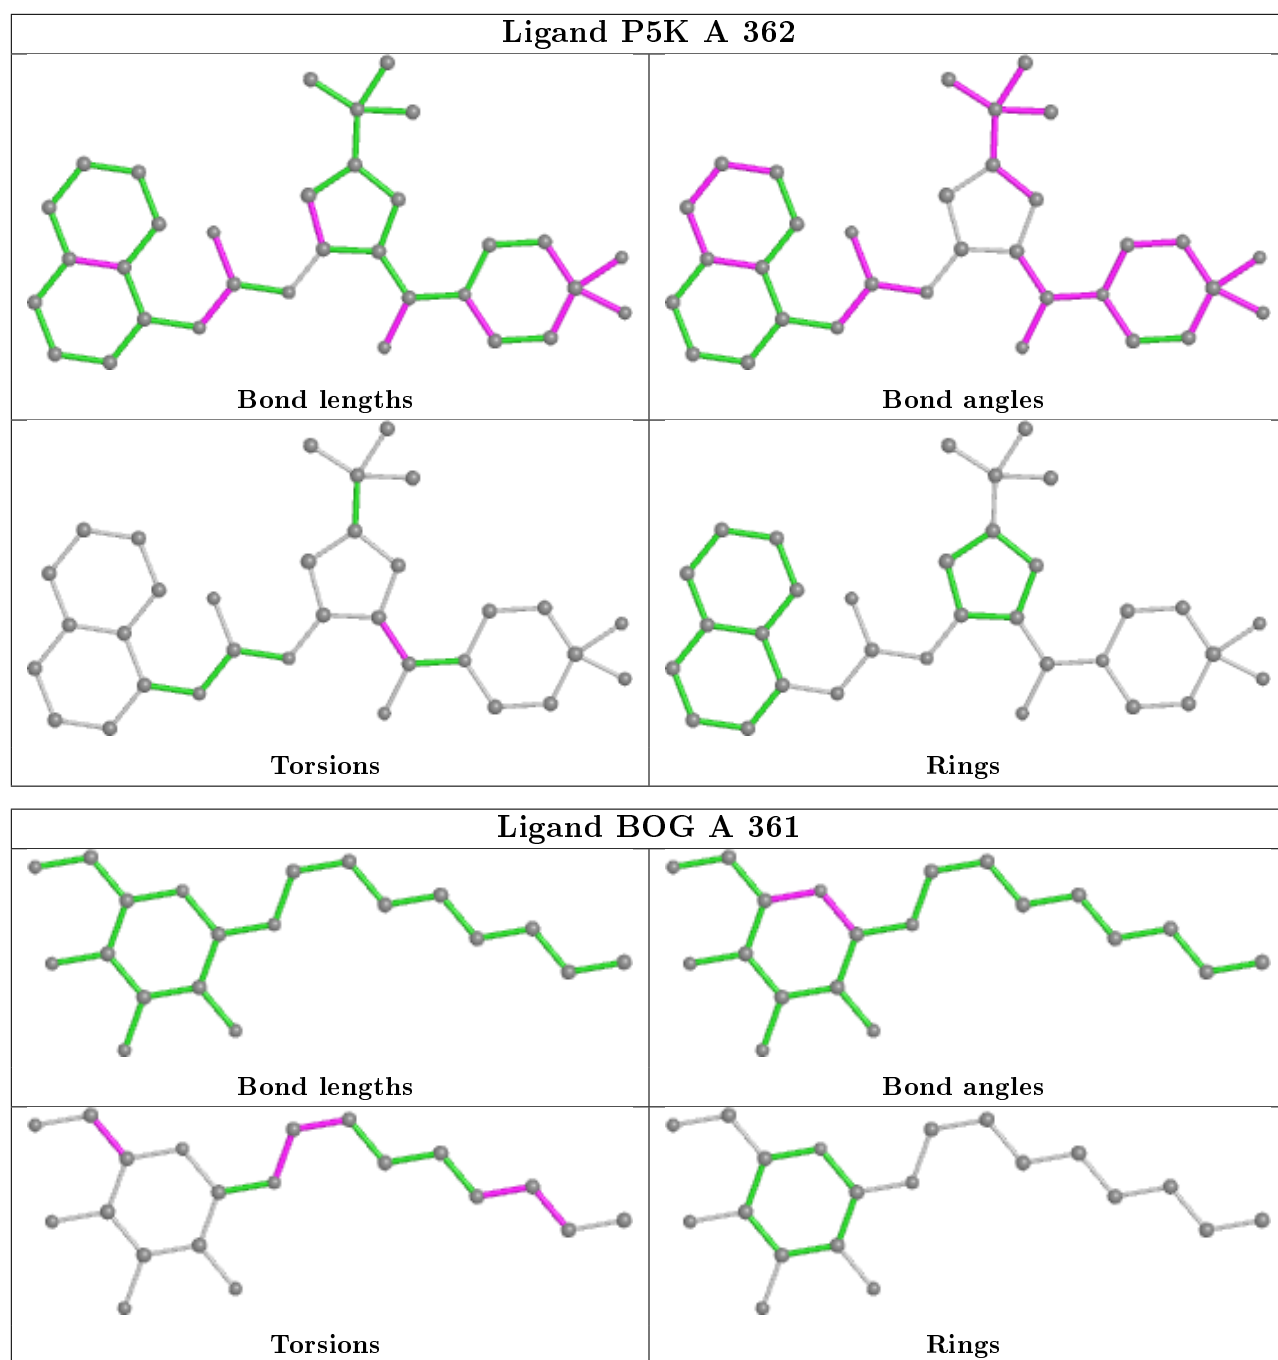 Ligand P5K A 362
Bond lengths
Bond angles
Torsions
Rings
Ligand BOG A 361
Bond lengths
Bond angles
Torsions
Rings